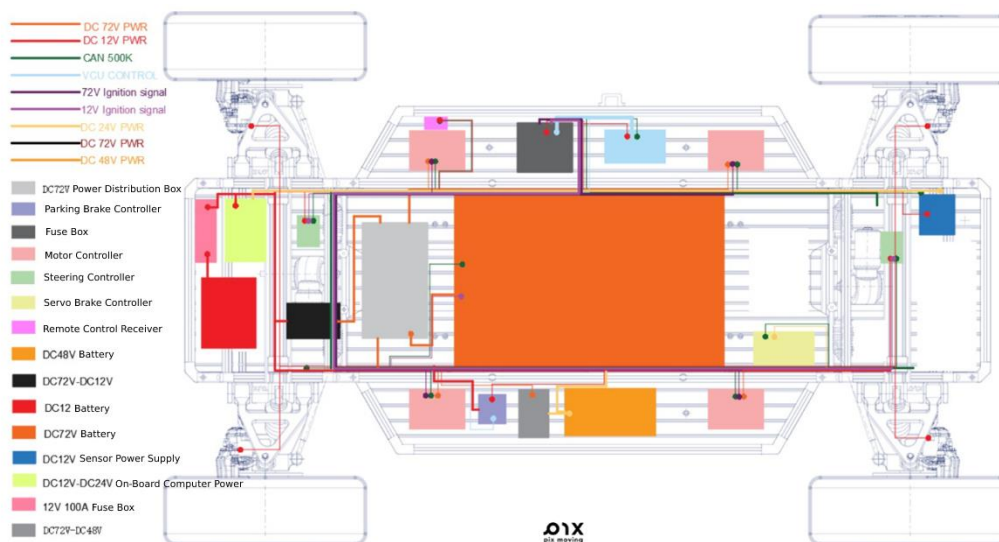 DC 72V PWR
DC 12V PWR
CAN 500K
VCU CONTROL
72V Ignition signal
12V Ignition signal
DC 24V PWR
DC 72V PWR
DC 48V PWR
DC72V Power Distribution Box
Parking Brake Controller
Fuse Box
Motor Controller
Steering Controller
Servo Brake Controller
Remote Control Receiver
DC48V Battery
DC72V-DC12V
DC12 Battery
DC72V Battery
DC12V Sensor Power Supply
DC12V-DC24V On-Board Computer Power
12V 100A Fuse Box
DC72V-DC48V
pix
pix moving